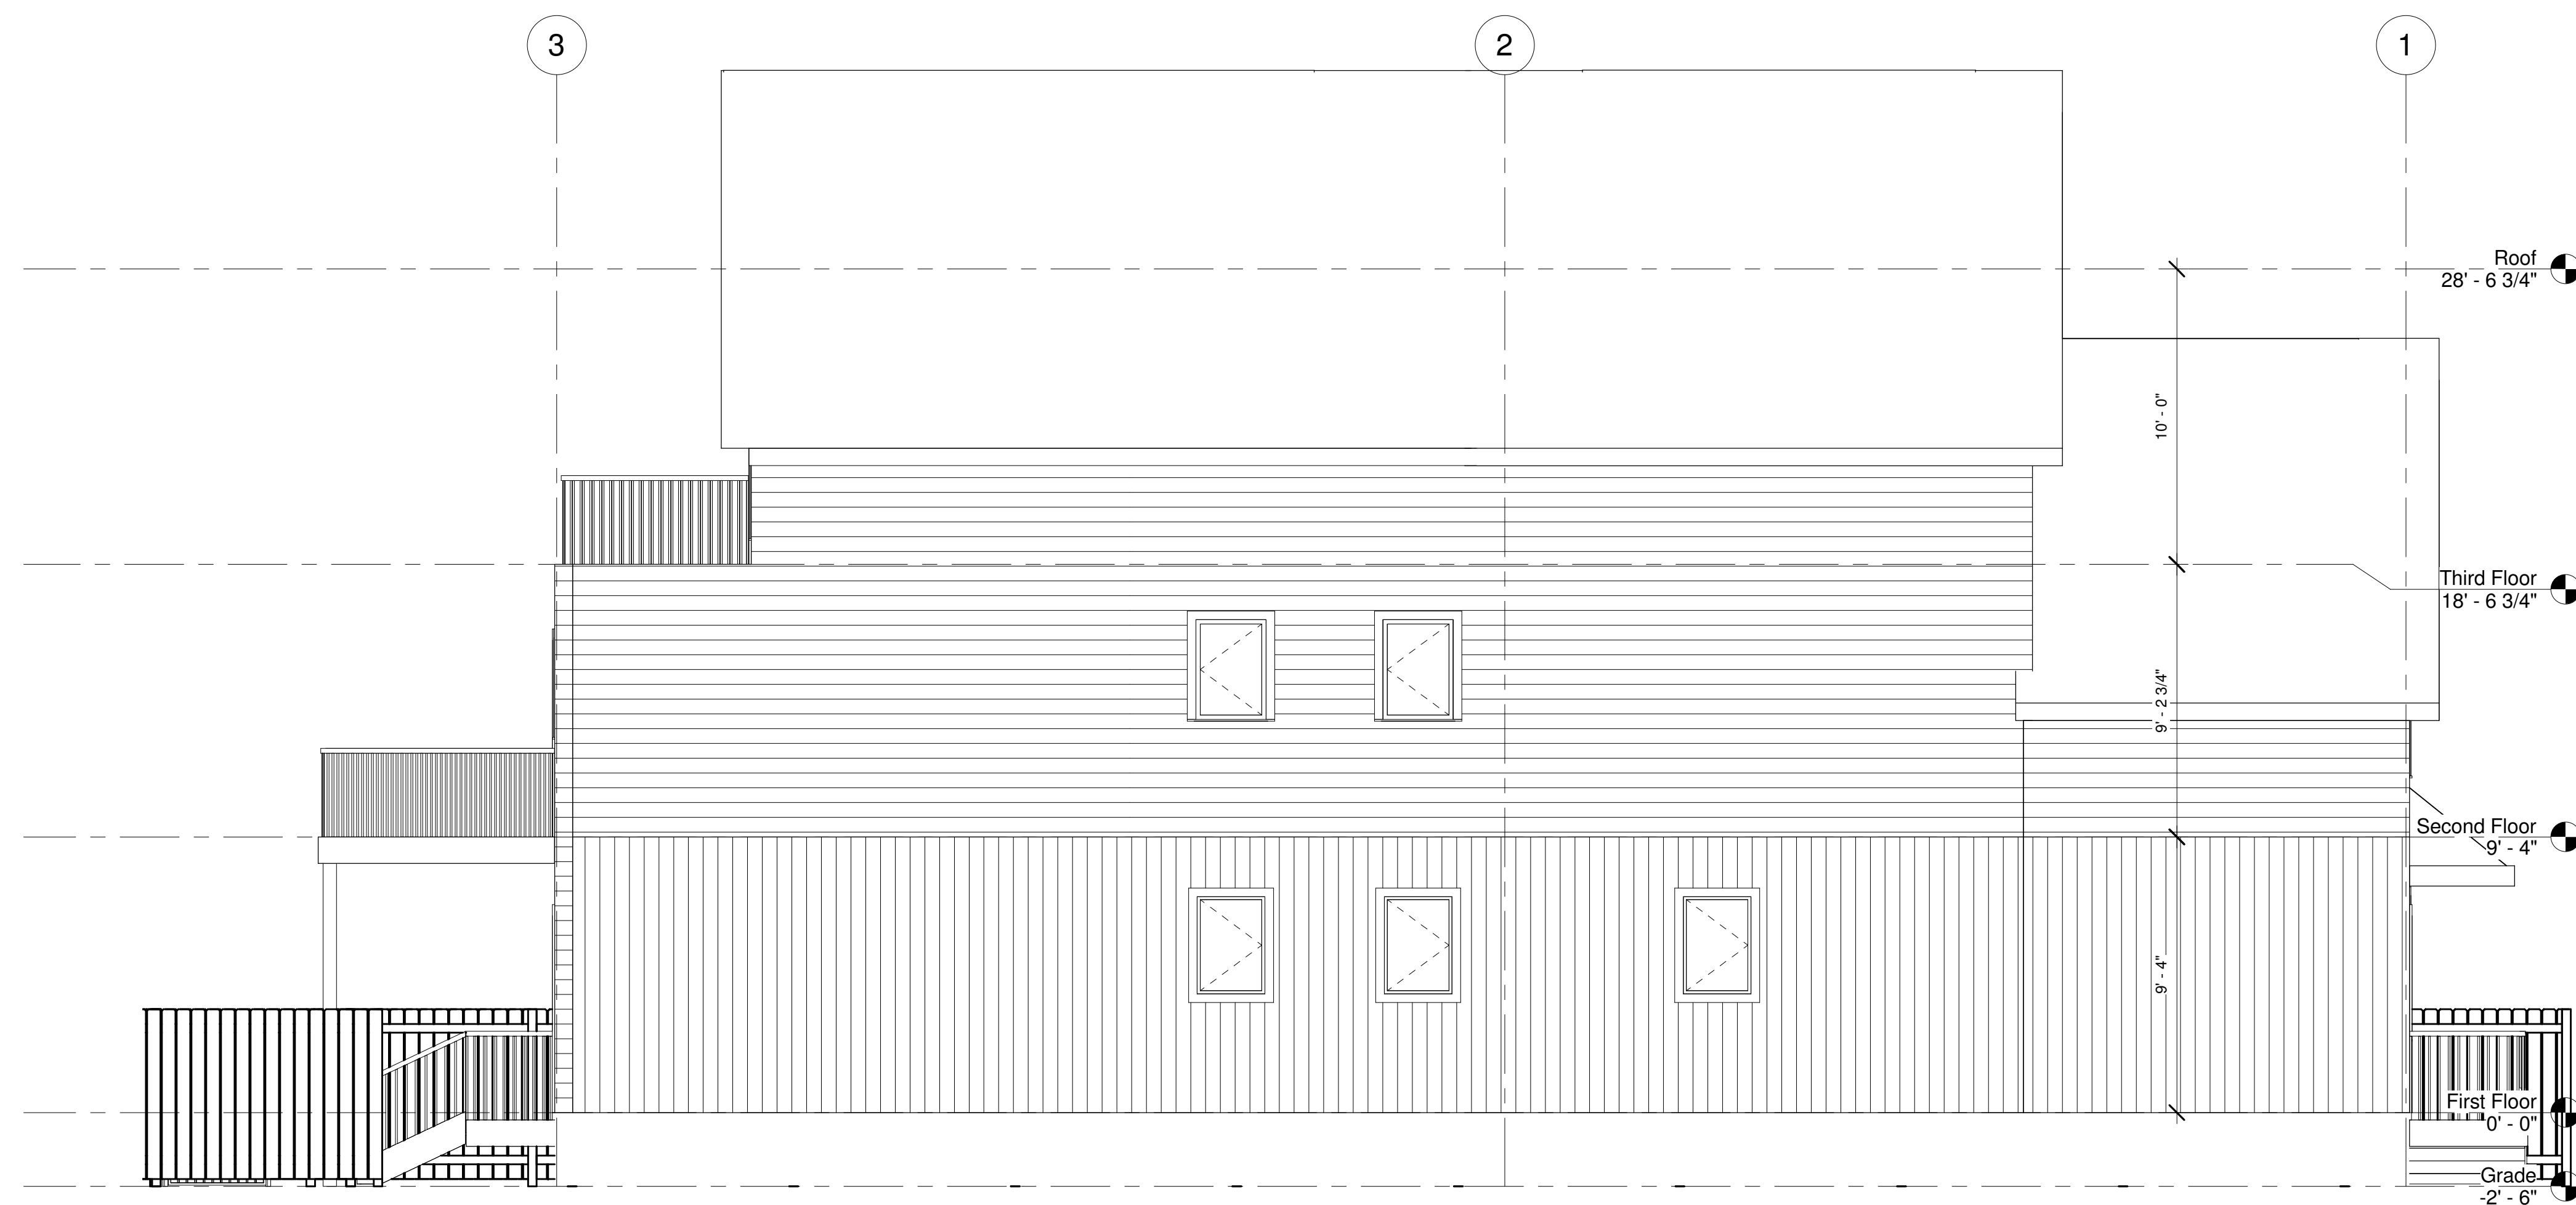 3
2
1
Roof
28' - 6 3/4"
10' - 0"
Third Floor
18' - 6 3/4"
9' - 2 3/4"
Second Floor
9' - 4"
9' - 4"
First Floor
0' - 0"
Grade
-2' - 6"